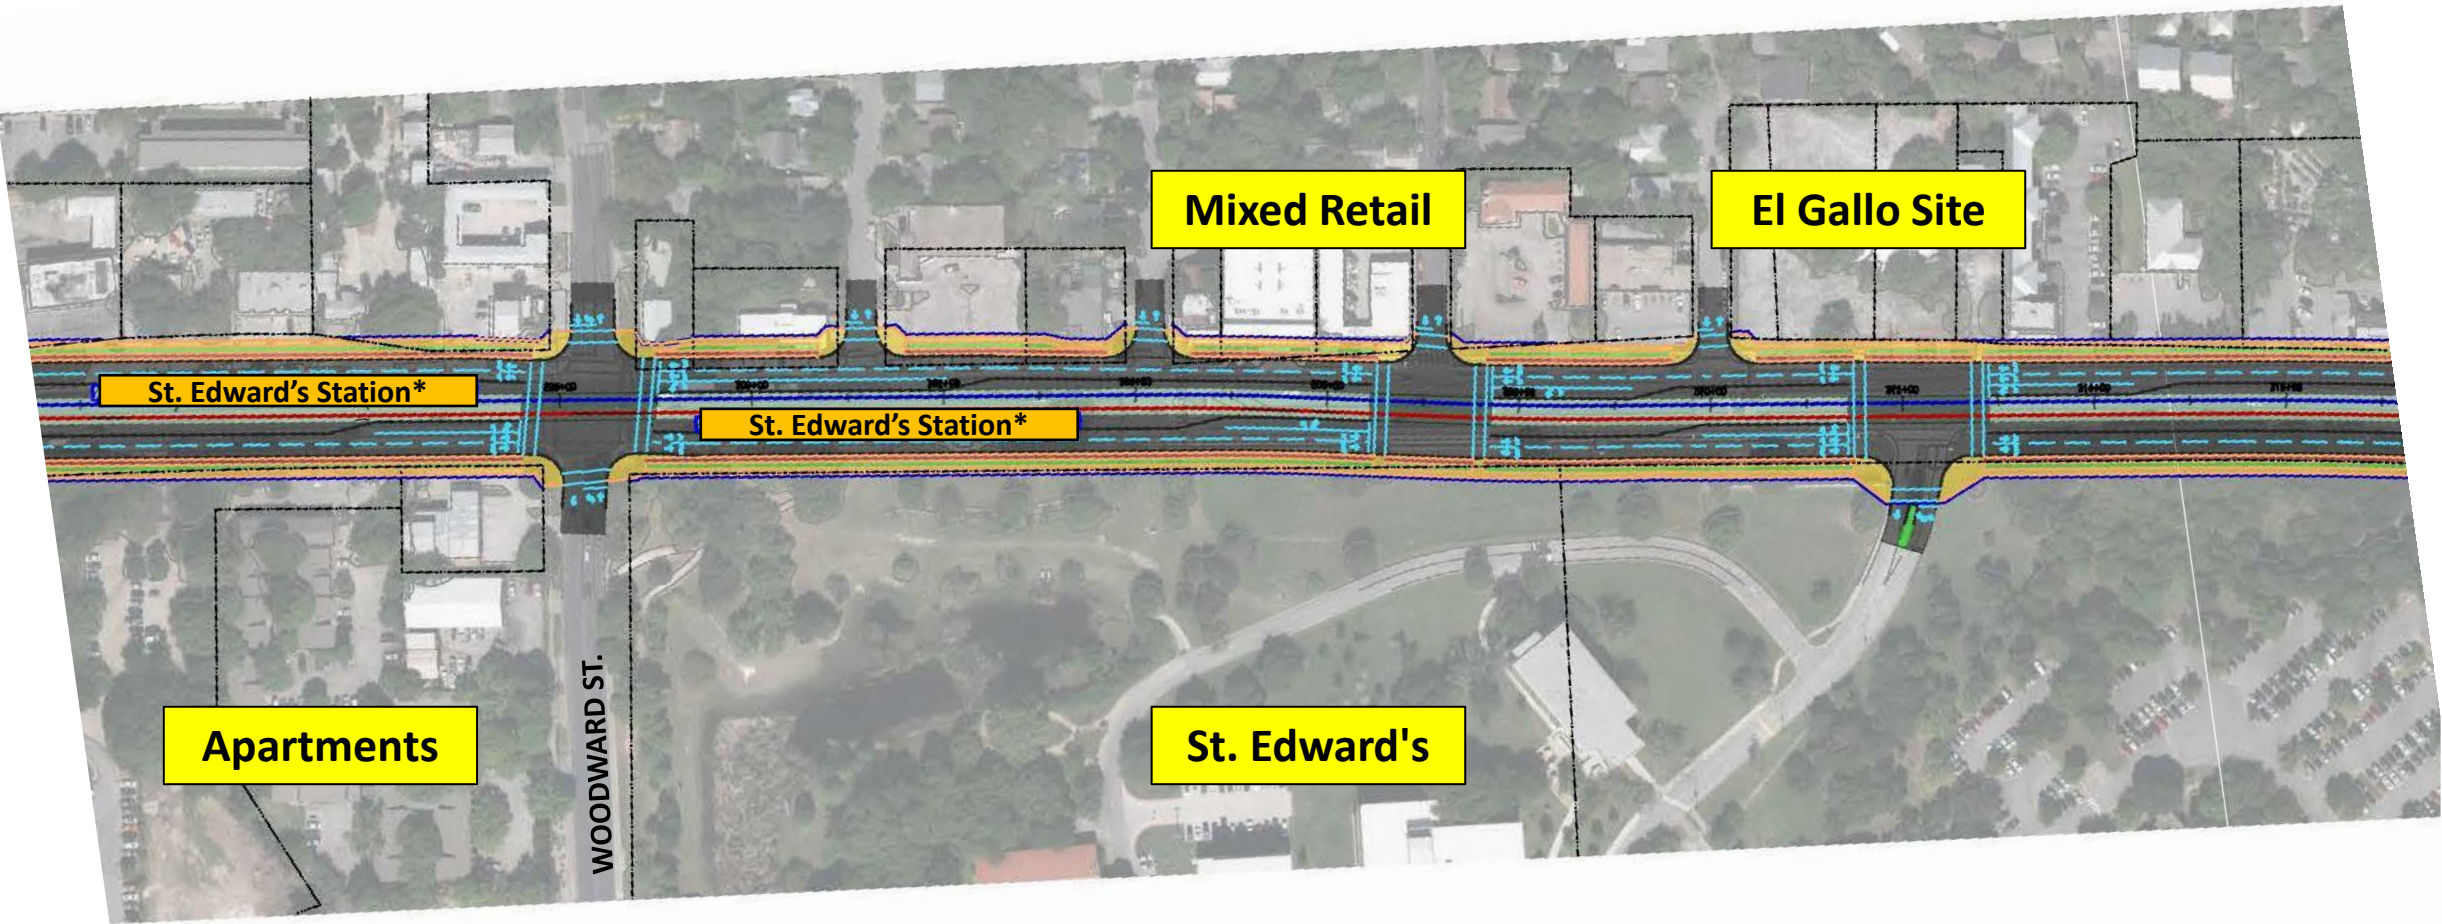 Mixed Retail
El Gallo Site
St. Edward's Station*
St. Edward's Station*
WOODWARD ST.
Apartments
St. Edward's